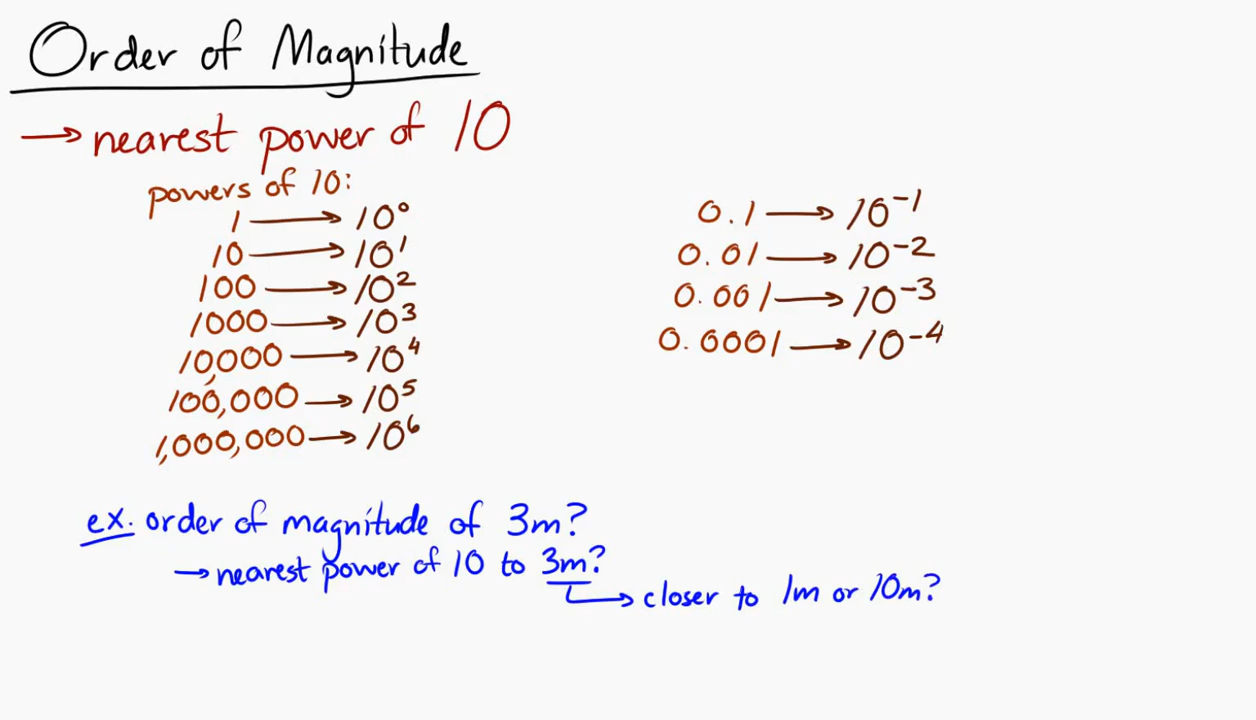 Order of Magnitude
→ nearest power of 10
powers of 10:
1 → 10⁰
10 → 10¹
100 → 10²
1000 → 10³
10,000 → 10⁴
100,000 → 10⁵
1,000,000 → 10⁶
0.1 → 10⁻¹
0.01 → 10⁻²
0.001 → 10⁻³
0.0001 → 10⁻⁴
ex. order of magnitude of 3m?
→ nearest power of 10 to 3m?
→ closer to 1m or 10m?